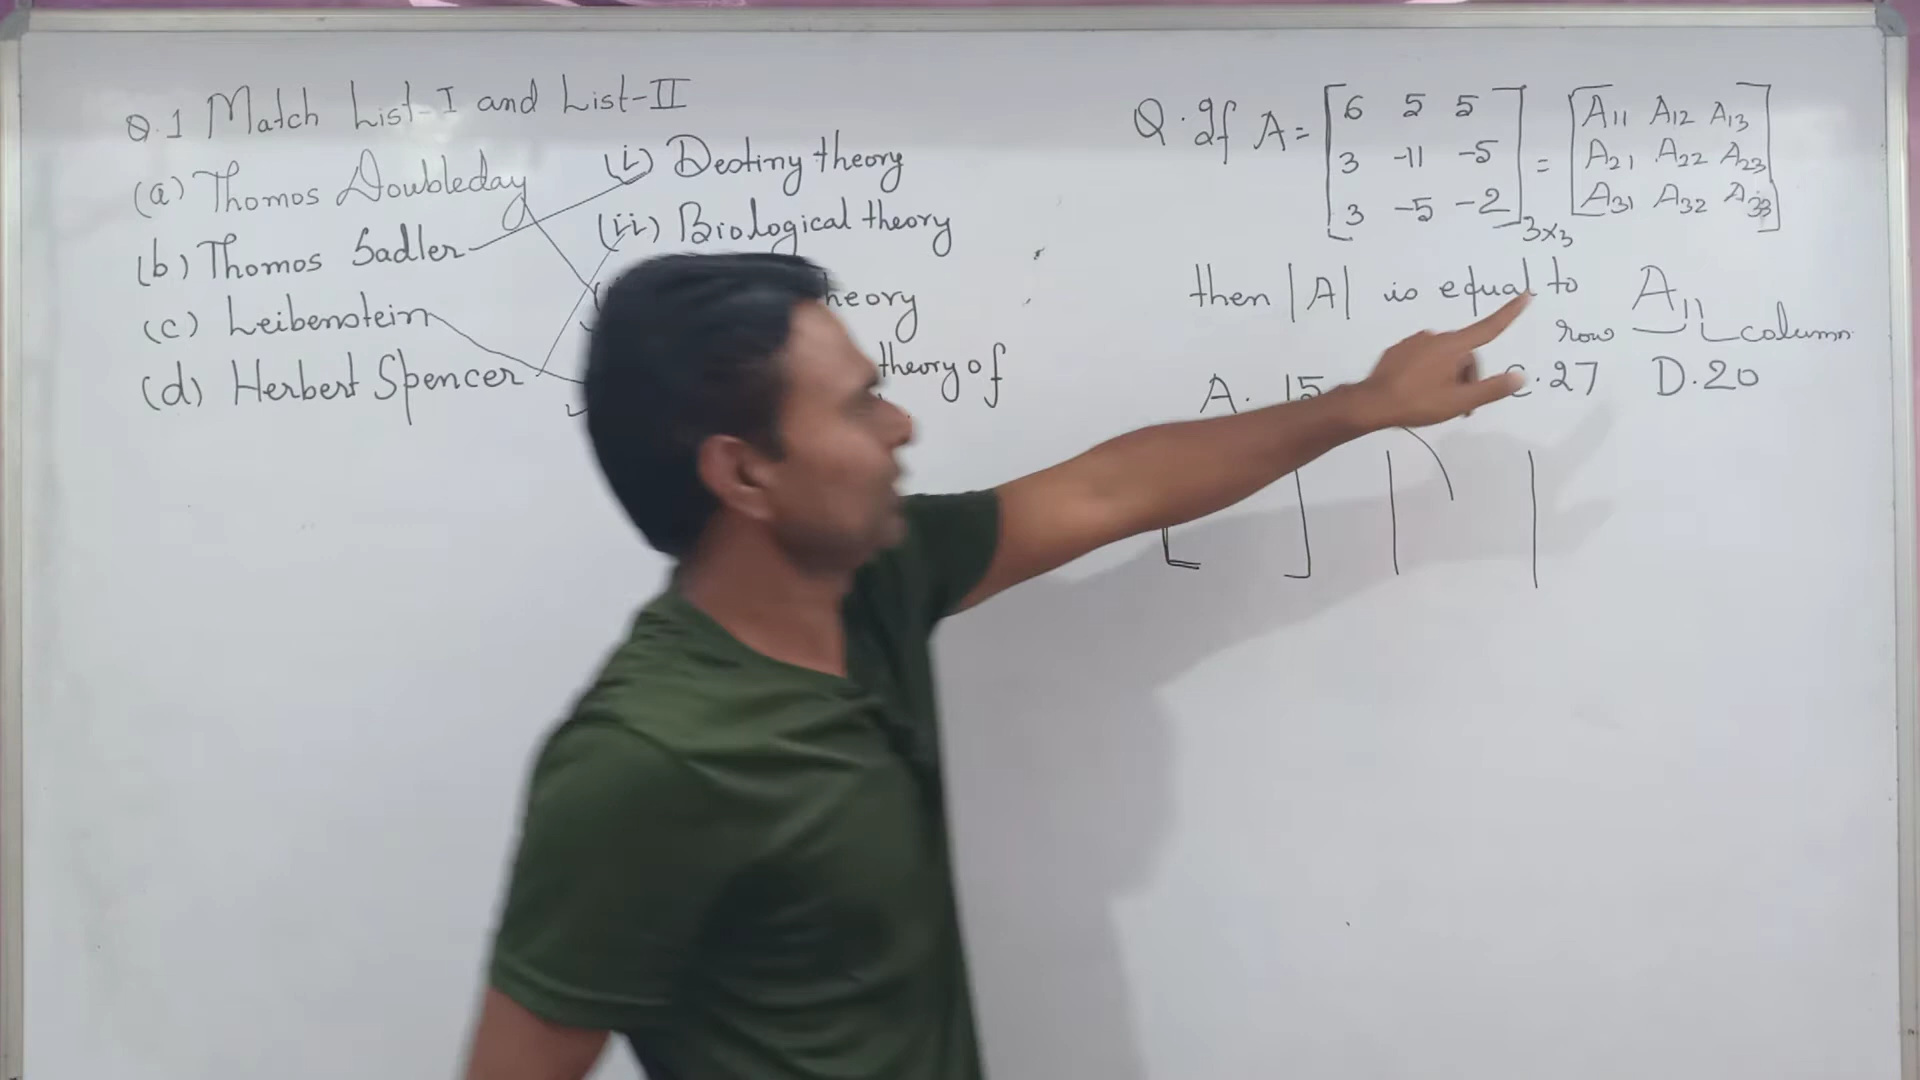 Q.1 Match List-I and List-II
(a) Thomos Doubleday
(b) Thomos Sadler
(c) Leibenstein
(d) Herbert Spencer
(i) Destiny theory
(ii) Biological theory
heory
theory of
Q. If A = [6 5 5 = [A11 A12 A13
3 -11 -5 A21 A22 A23
3 -5 -2]3x3 A31 A32 A33]
then |A| is equal to A11
row column
A. 15 C. 27 D. 20